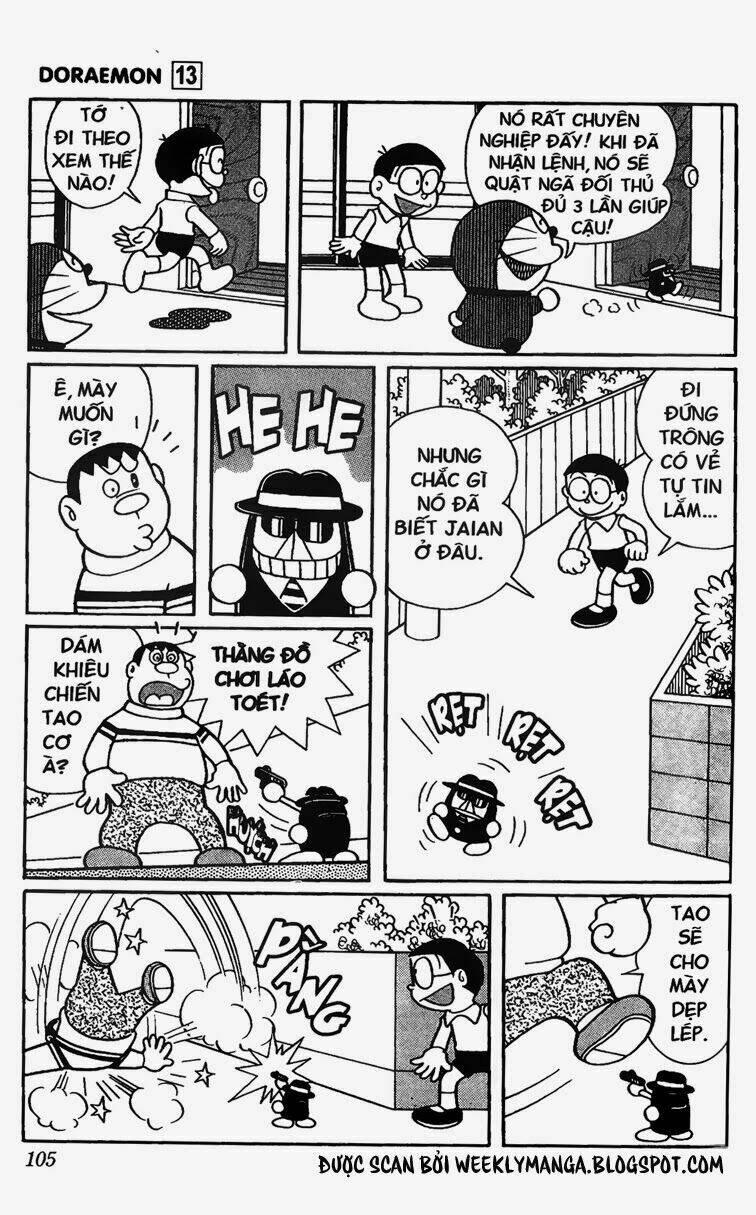 DORAEMON 13
NÓ RẤT CHUYÊN
NGHIỆP ĐẤY! KHI ĐÃ
NHẬN LỆNH, NÓ SẼ
QUẬT NGÃ ĐỐI THỦ
ĐỦ 3 LẦN GIÚP
CẬU!
TỚ
ĐI THEO
XEM THẾ
NÀO!
ĐI
ĐỨNG
TRÔNG
CÓ VẺ
TỰ TIN
LẮM...
NHƯNG
CHẮC GÌ
NÓ ĐÃ
BIẾT JAIAN
Ở ĐÂU.
RẸT RẸT RẸT
HE HE
Ê, MÀY
MUỐN
GÌ?
THẰNG ĐỒ
CHƠI LÁO
TOÉT!
DÁM
KHIÊU
CHIẾN
TAO
CƠ
À?
HUỴCH
TAO
SẼ
CHO
MÀY
DẸP
LÉP.
PÀNG
105
ĐƯỢC SCAN BỞI WEEKLYMANGA.BLOGSPOT.COM